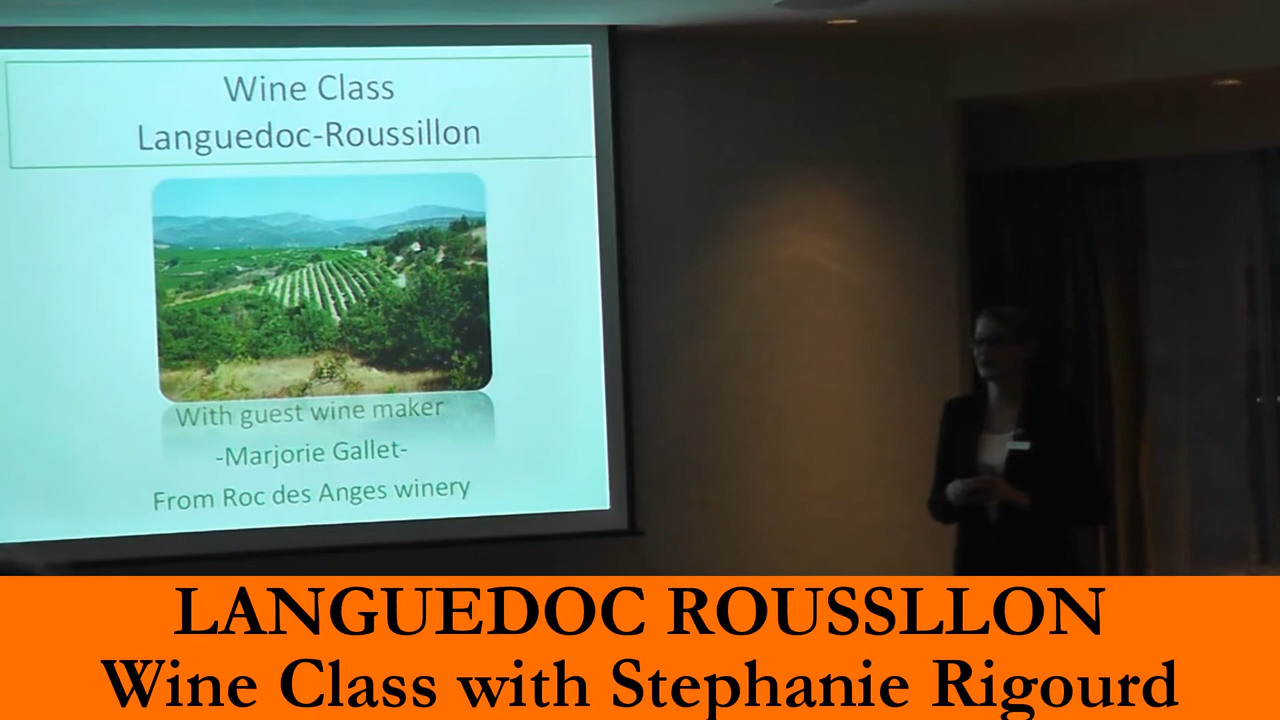 Wine Class
Languedoc-Roussillon
With guest wine maker
-Marjorie Gallet-
From Roc des Anges winery
LANGUEDOC ROUSSLLON
Wine Class with Stephanie Rigourd